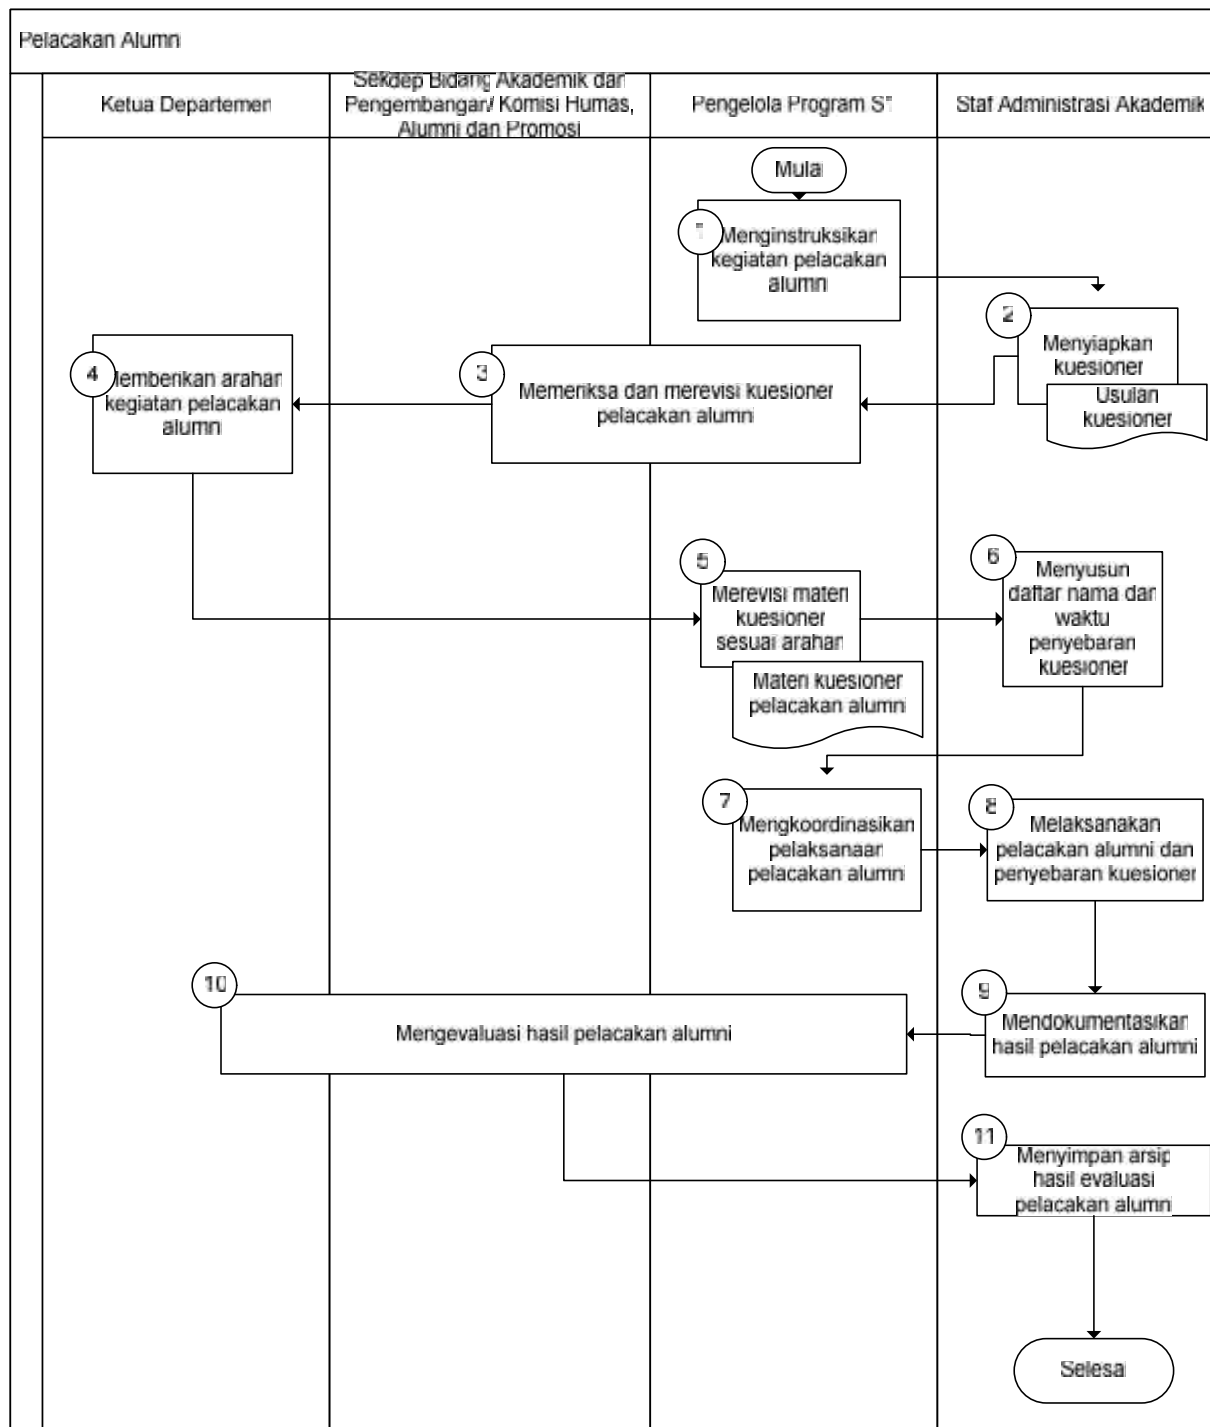 Pelacakan Alumni
Ketua Departemen
Sekdep Bidang Akademik dan
Pengembangan/ Komisi Humas,
Alumni dan Promosi
Pengelola Program S1
Staf Administrasi Akademik
Mulai
1
Menginstruksikan
kegiatan pelacakan
alumni
2
Menyiapkan
kuesioner
Usulan
kuesioner
3
Memeriksa dan merevisi kuesioner
pelacakan alumni
4
Memberikan arahan
kegiatan pelacakan
alumni
5
Merevisi materi
kuesioner
sesuai arahan
Materi kuesioner
pelacakan alumni
6
Menyusun
daftar nama dan
waktu
penyebaran
kuesioner
7
Mengkoordinasikan
pelaksanaan
pelacakan alumni
8
Melaksanakan
pelacakan alumni dan
penyebaran kuesioner
9
Mendokumentasikan
hasil pelacakan alumni
10
Mengevaluasi hasil pelacakan alumni
11
Menyimpan arsip
hasil evaluasi
pelacakan alumni
Selesai